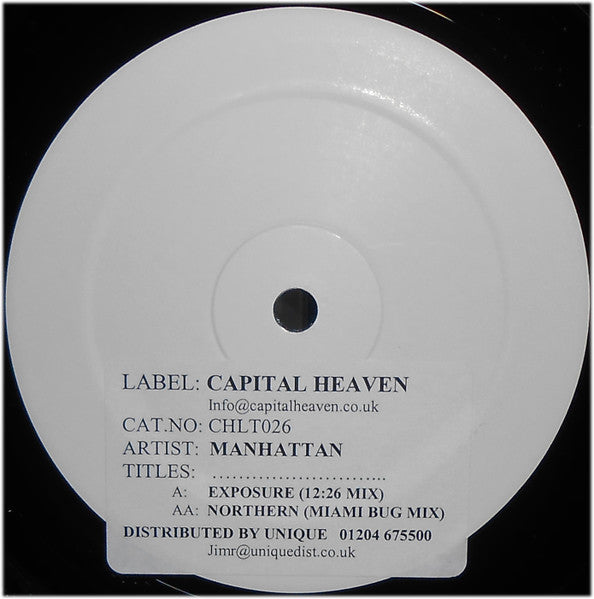 LABEL: CAPITAL HEAVEN
Info@capitalheaven.co.uk
CAT.NO: CHLT026
ARTIST: MANHATTAN
TITLES: ............................
A: EXPOSURE (12:26 MIX)
AA: NORTHERN (MIAMI BUG MIX)
DISTRIBUTED BY UNIQUE 01204 675500
Jimr@uniquedist.co.uk